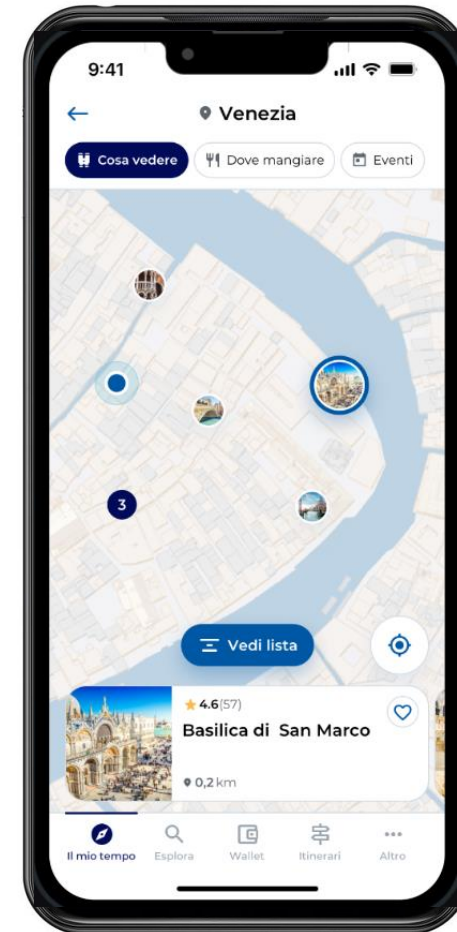 9:41
Venezia
Cosa vedere Dove mangiare Eventi
3
Vedi lista
4.6(57)
Basilica di San Marco
0,2 km
Il mio tempo Esplora Wallet Itinerari Altro